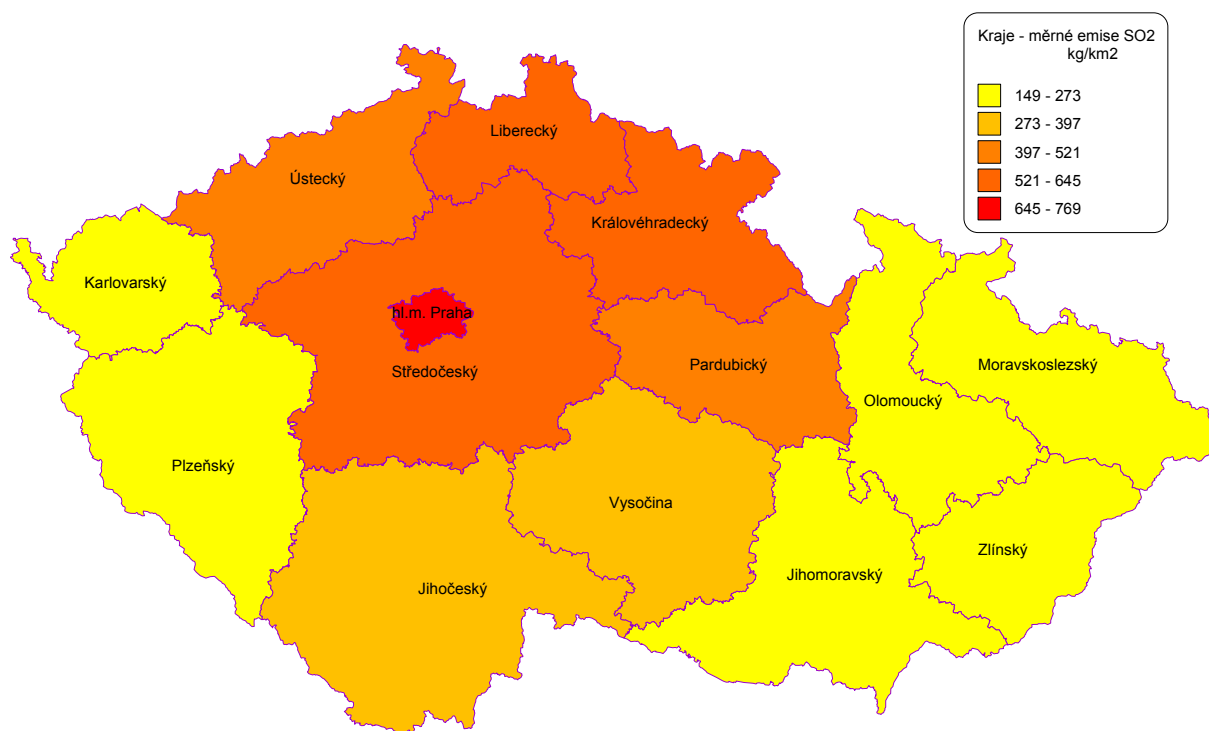 Kraje - měrné emise SO2
kg/km2
149 - 273
273 - 397
397 - 521
521 - 645
645 - 769
Liberecký
Ústecký
Královéhradecký
Karlovarský
hl.m. Praha
Středočeský
Pardubický
Moravskoslezský
Olomoucký
Plzeňský
Vysočina
Zlínský
Jihomoravský
Jihočeský